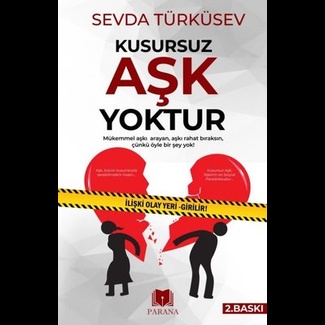 SEVDA TÜRKÜSEV
KUSURSUZ
AŞK
YOKTUR
Mükemmel aşkı arayan, aşkı rahat bıraksın,
çünkü öyle bir şey yok!
İLİŞKİ OLAY YERİ -GİRİLİR!
PARANA
2.BASKI